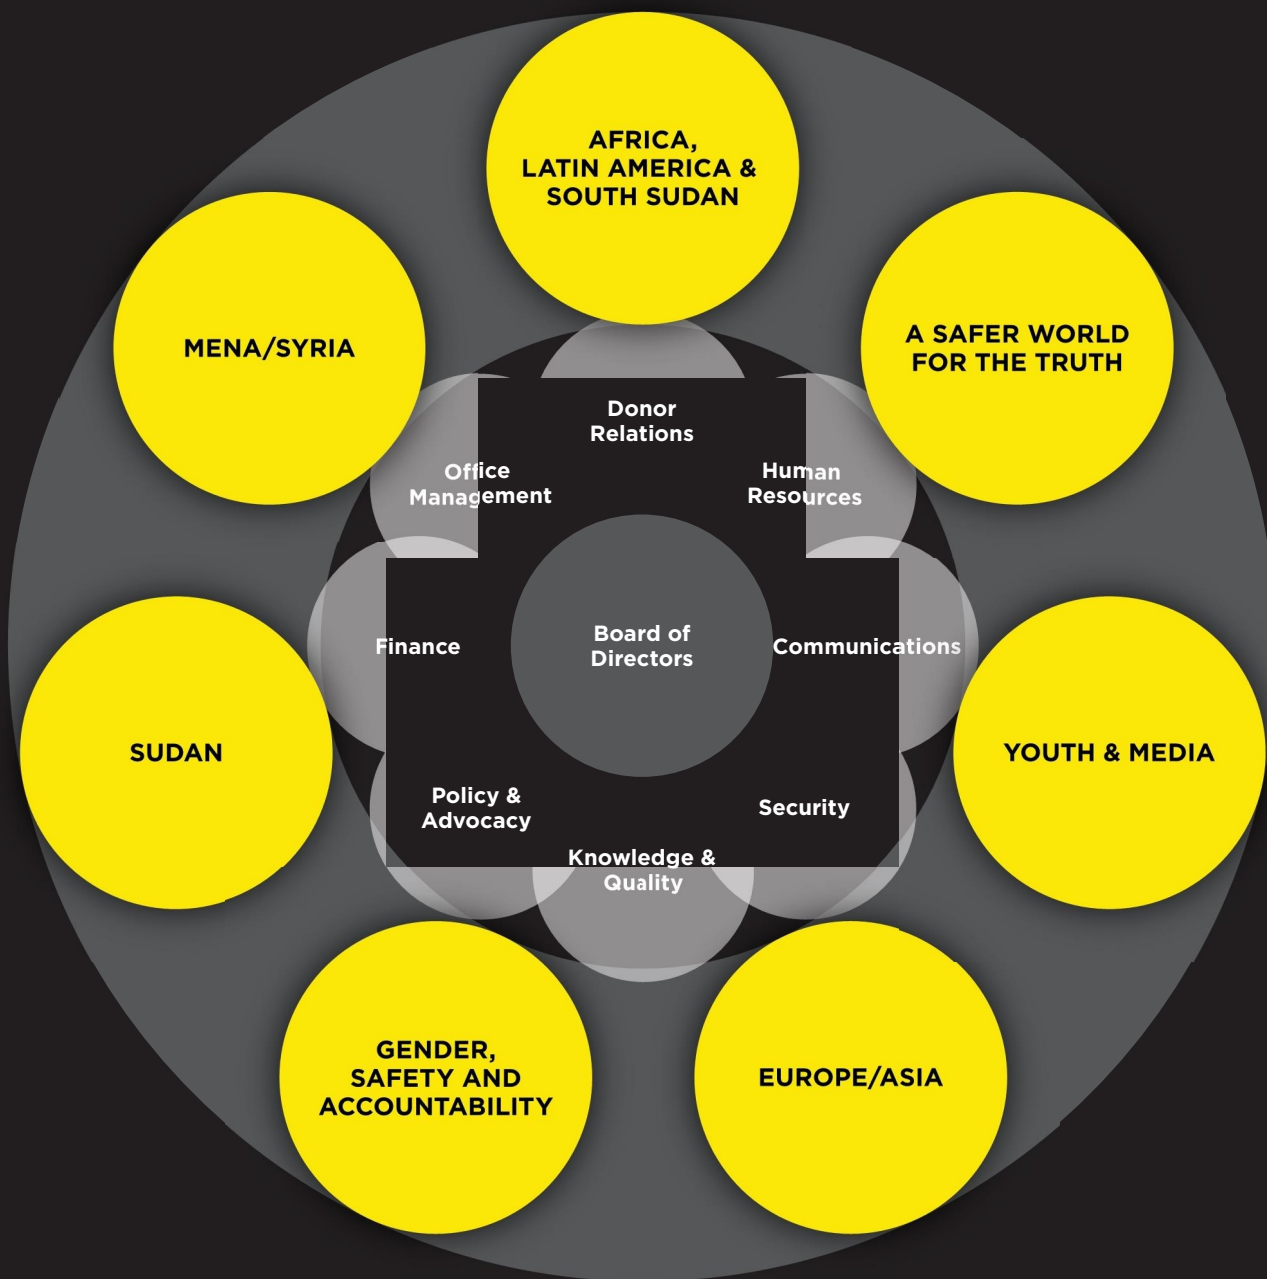 AFRICA,
LATIN AMERICA &
SOUTH SUDAN
MENA/SYRIA
A SAFER WORLD
FOR THE TRUTH
Donor
Relations
Office
Management
Human
Resources
Finance
Board of
Directors
Communications
SUDAN
YOUTH & MEDIA
Policy &
Advocacy
Security
Knowledge &
Quality
GENDER,
SAFETY AND
ACCOUNTABILITY
EUROPE/ASIA